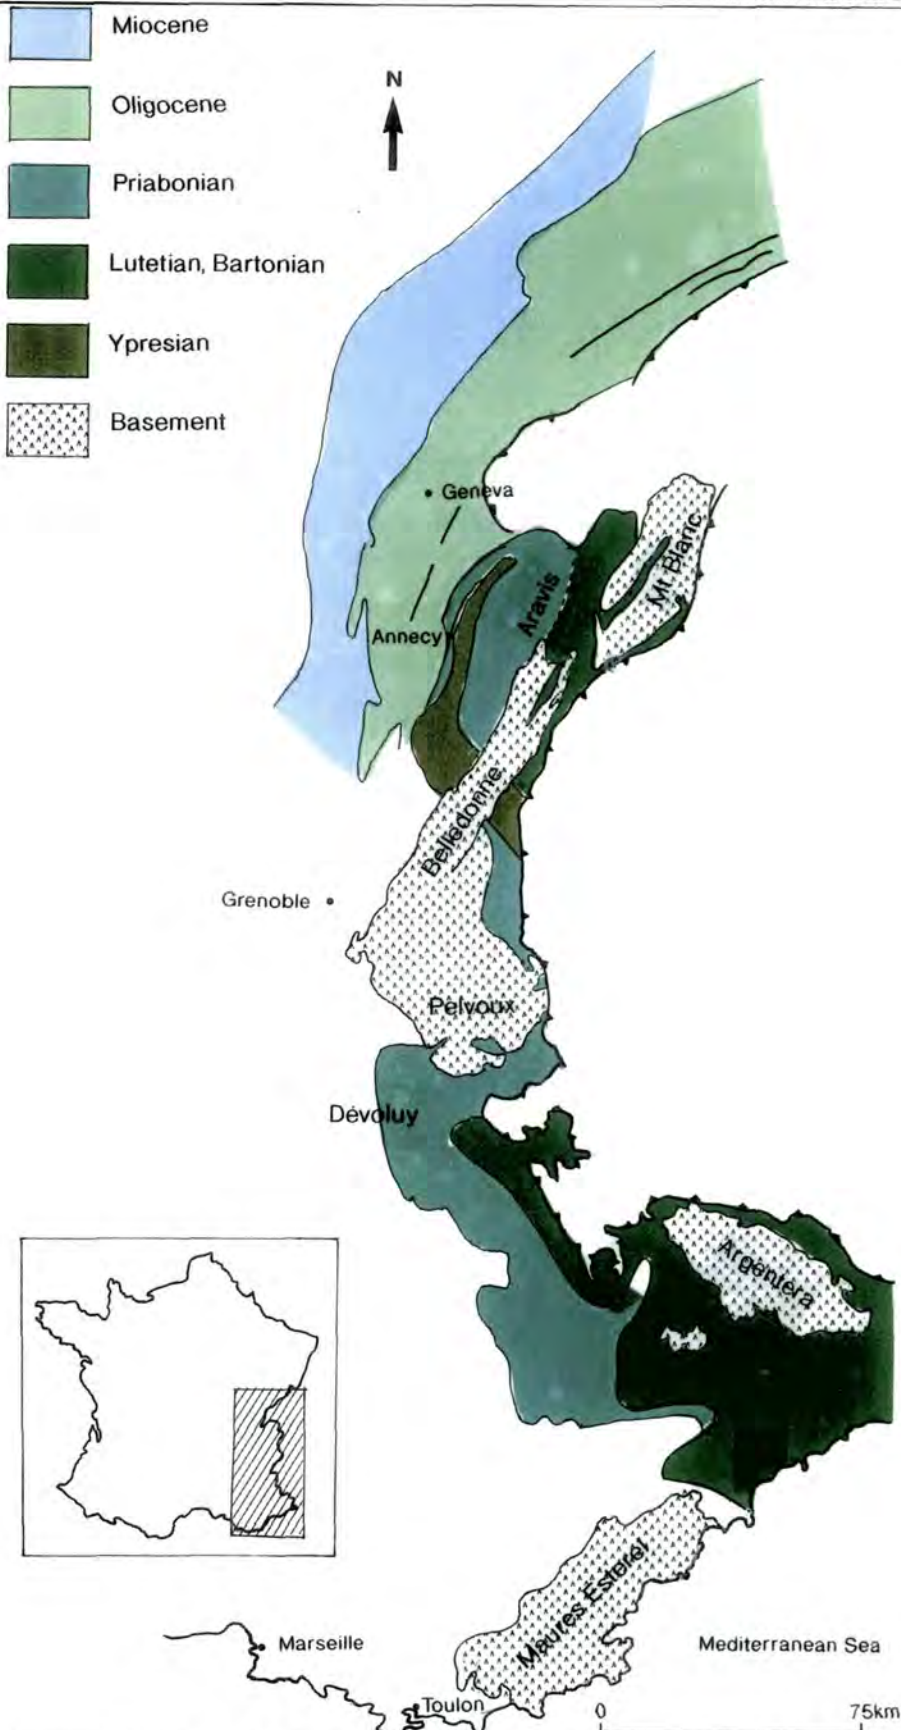 Miocene
N
Oligocene
Priabonian
Lutetian, Bartonian
Ypresian
Basement
Geneva
Mt Blanc
Aravis
Annecy
Belledonne
Grenoble
Pelvoux
Dévoluy
Argentera
Maures Esterel
Marseille
Mediterranean Sea
Toulon
0
75km